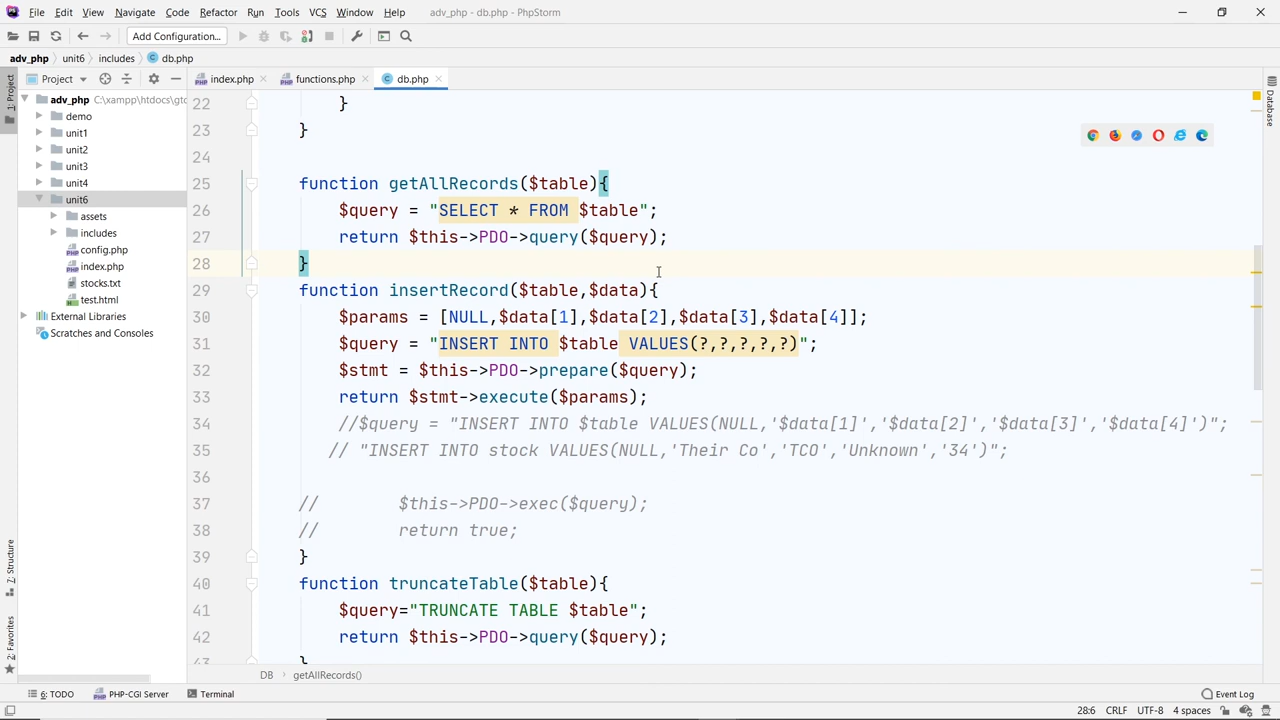 File Edit View Navigate Code Refactor Run Tools VCS Window Help adv_php - db.php - PhpStorm
Add Configuration...
adv_php unit6 includes db.php
Project index.php functions.php db.php
adv_php C:\xampp\htdocs\gtc
demo
unit1
unit2
unit3
unit4
unit6
assets
includes
config.php
index.php
stocks.txt
test.html
External Libraries
Scratches and Consoles
1: Project
7: Structure
2: Favorites
Database
22 }
23 }
24
25 function getAllRecords($table){
26 $query = "SELECT * FROM $table";
27 return $this->PDO->query($query);
28 }
29 function insertRecord($table,$data){
30 $params = [NULL,$data[1],$data[2],$data[3],$data[4]];
31 $query = "INSERT INTO $table VALUES(?,?,?,?,?)";
32 $stmt = $this->PDO->prepare($query);
33 return $stmt->execute($params);
34 //$query = "INSERT INTO $table VALUES(NULL,'$data[1]','$data[2]','$data[3]','$data[4]')";
35 // "INSERT INTO stock VALUES(NULL,'Their Co','TCO','Unknown','34')";
36
37 // $this->PDO->exec($query);
38 // return true;
39 }
40 function truncateTable($table){
41 $query="TRUNCATE TABLE $table";
42 return $this->PDO->query($query);
43 }
DB getAllRecords()
6: TODO PHP-CGI Server Terminal Event Log
28:6 CRLF UTF-8 4 spaces